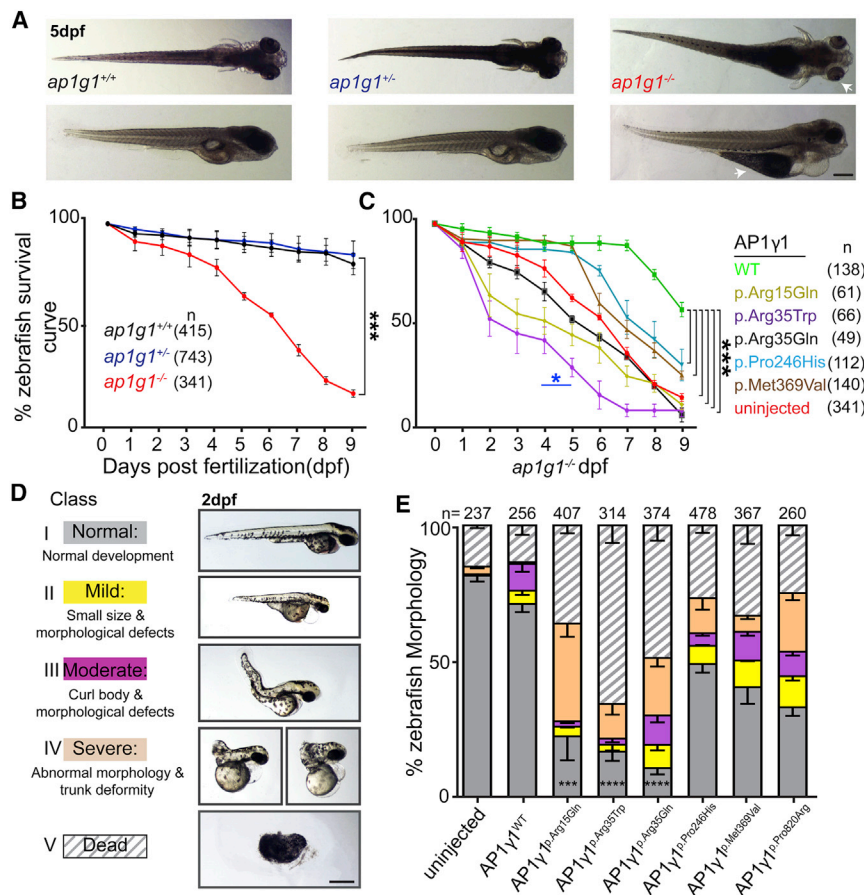 A
5dpf
ap1g1+/+
ap1g1+/-
ap1g1-/-
B
100
50
0
% zebrafish survival
curve
n
ap1g1+/+ (415)
ap1g1+/- (743)
ap1g1-/- (341)
***
0 1 2 3 4 5 6 7 8 9
Days post fertilization(dpf)
C
100
50
0
*
***
0 1 2 3 4 5 6 7 8 9
ap1g1-/- dpf
AP1γ1 n
WT (138)
p.Arg15Gln (61)
p.Arg35Trp (66)
p.Arg35Gln (49)
p.Pro246His (112)
p.Met369Val (140)
uninjected (341)
D
Class
2dpf
I Normal:
Normal development
II Mild:
Small size &
morphological defects
III Moderate:
Curl body &
morphological defects
IV Severe:
Abnormal morphology &
trunk deformity
V Dead
E
n= 237 256 407 314 374 478 367 260
100
50
0
% zebrafish Morphology
*** **** ****
uninjected
AP1γ1WT
AP1γ1p.Arg15Gln
AP1γ1p.Arg35Trp
AP1γ1p.Arg35Gln
AP1γ1p.Pro246His
AP1γ1p.Met369Val
AP1γ1p.Pro820Arg